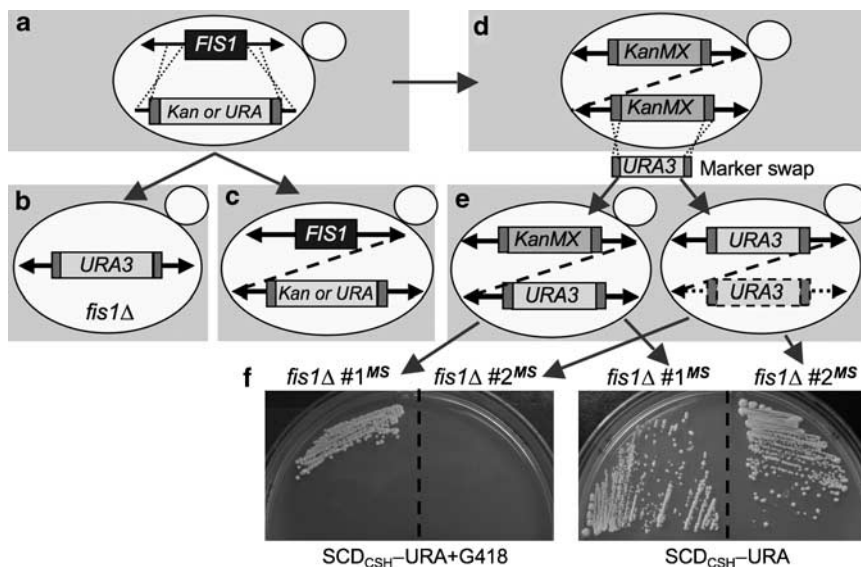 a
FIS1
Kan or URA
d
KanMX
KanMX
URA3 Marker swap
b
URA3
fis1Δ
c
FIS1
Kan or URA
e
KanMX
URA3
URA3
URA3
f
fis1Δ #1MS fis1Δ #2MS fis1Δ #1MS fis1Δ #2MS
SCDCSH–URA+G418 SCDCSH–URA